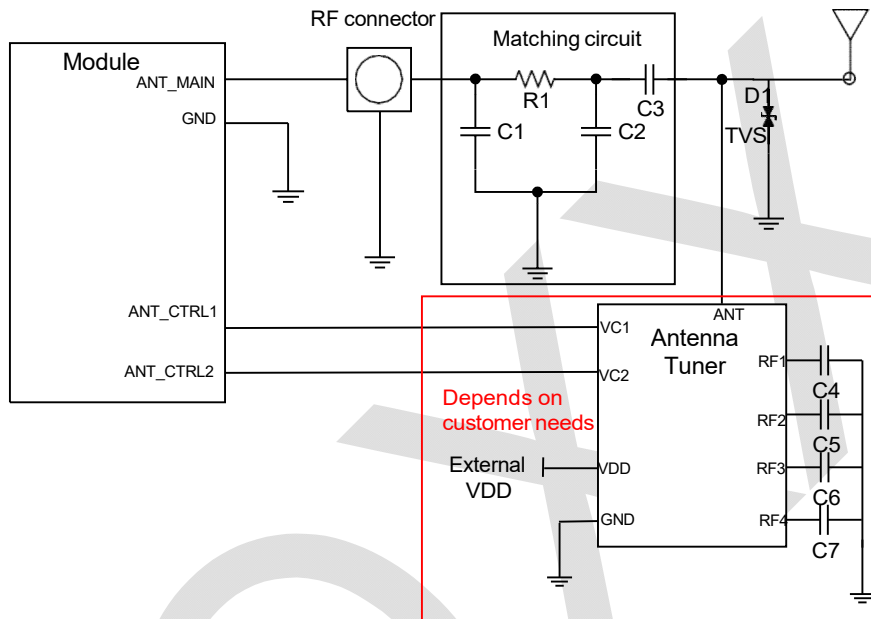 RF connector
Matching circuit
Module
ANT_MAIN
GND
R1
C3
C1
C2
D1
TVS
ANT_CTRL1
ANT_CTRL2
ANT
Antenna
Tuner
VC1
VC2
VDD
GND
RF1
RF2
RF3
RF4
C4
C5
C6
C7
Depends on
customer needs
External
VDD